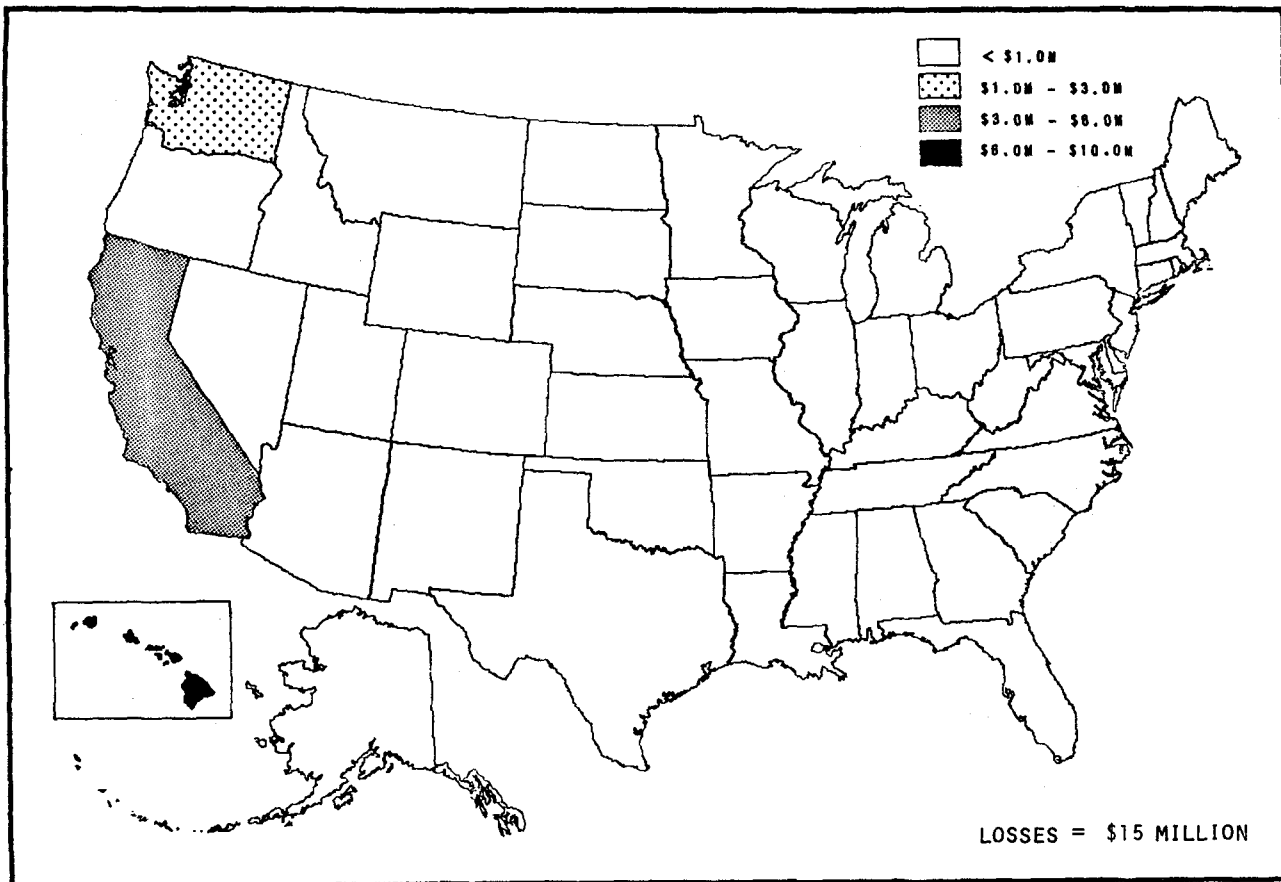 < $1.0M
$1.0M - $3.0M
$3.0M - $6.0M
$6.0M - $10.0M
LOSSES = $15 MILLION